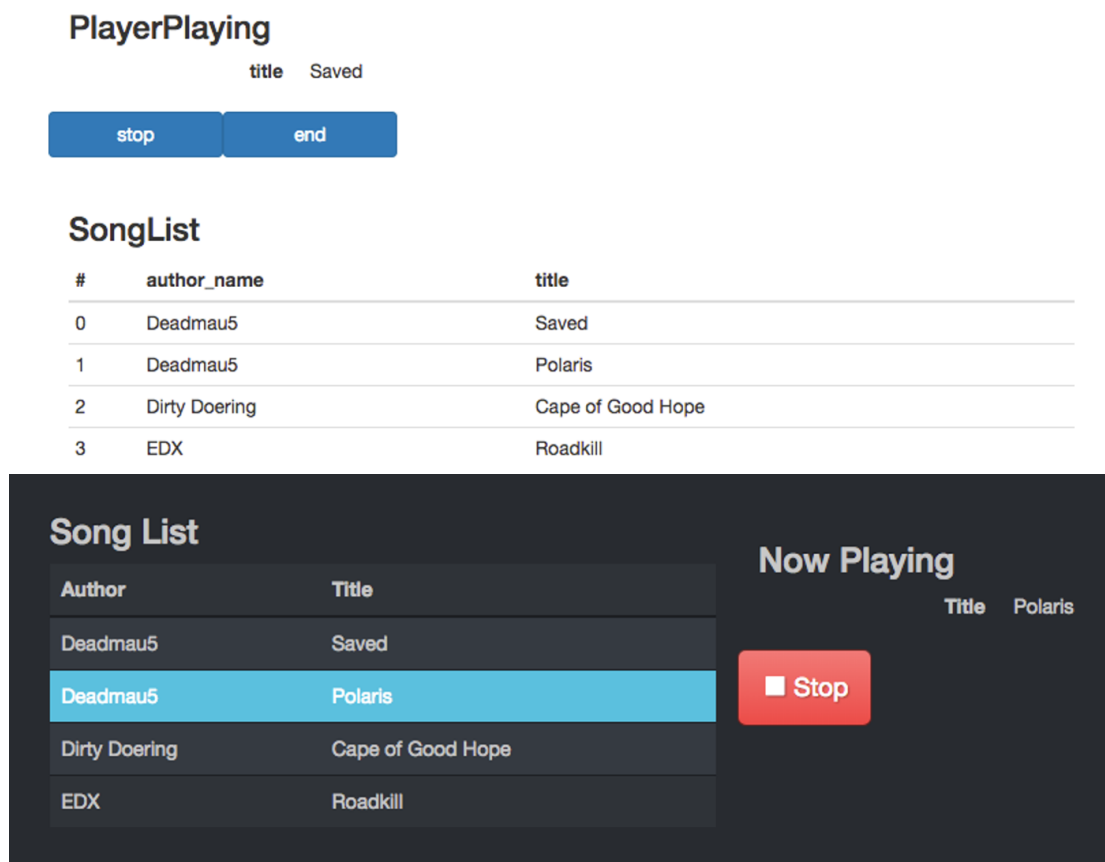 PlayerPlaying
title Saved
stop end
SongList
# author_name title
0 Deadmau5 Saved
1 Deadmau5 Polaris
2 Dirty Doering Cape of Good Hope
3 EDX Roadkill
Song List
Author Title
Deadmau5 Saved
Deadmau5 Polaris
Dirty Doering Cape of Good Hope
EDX Roadkill
Now Playing
Title Polaris
Stop